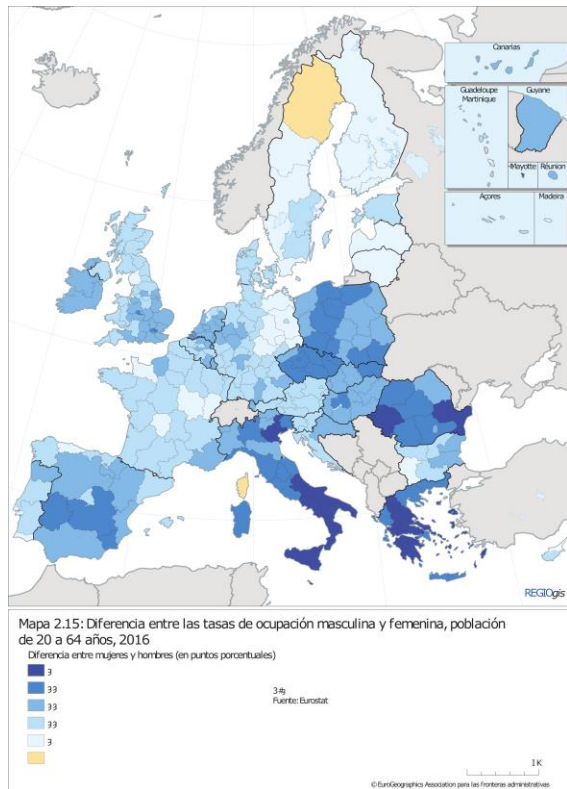 Canarias
Guadeloupe
Martinique
Guyane
Mayotte
Réunion
Açores
Madeira
REGIOgis
Mapa 2.15: Diferencia entre las tasas de ocupación masculina y femenina, población
de 20 a 64 años, 2016
Diferencia entre mujeres y hombres (en puntos porcentuales)
Fuente: Eurostat
© EuroGeographics Association para las fronteras administrativas